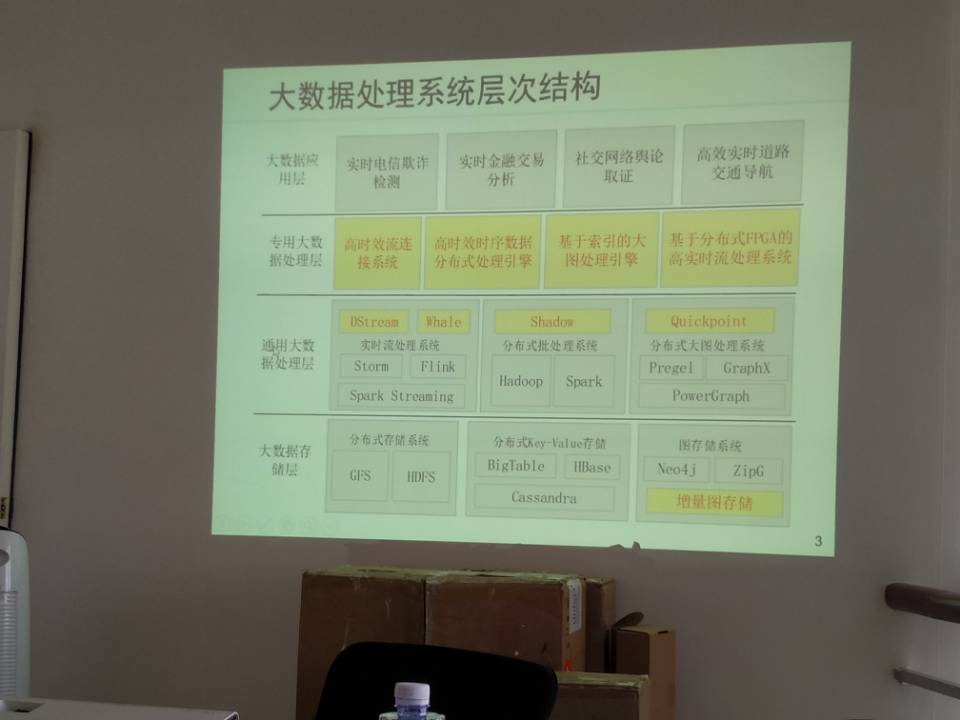 大数据处理系统层次结构
大数据应
用层
实时电信欺诈
检测
实时金融交易
分析
社交网络舆论
取证
高效实时道路
交通导航
专用大数
据处理层
高时效流连
接系统
高时效时序数据
分布式处理引擎
基于索引的大
图处理引擎
基于分布式FPGA的
高实时流处理系统
通用大数
据处理层
DStream
Whale
实时流处理系统
Storm
Flink
Spark Streaming
Shadow
分布式批处理系统
Hadoop
Spark
Quickpoint
分布式大图处理系统
Pregel
GraphX
PowerGraph
大数据存
储层
分布式存储系统
GFS
HDFS
分布式Key-Value存储
BigTable
HBase
Cassandra
图存储系统
Neo4j
ZipG
增量图存储
3